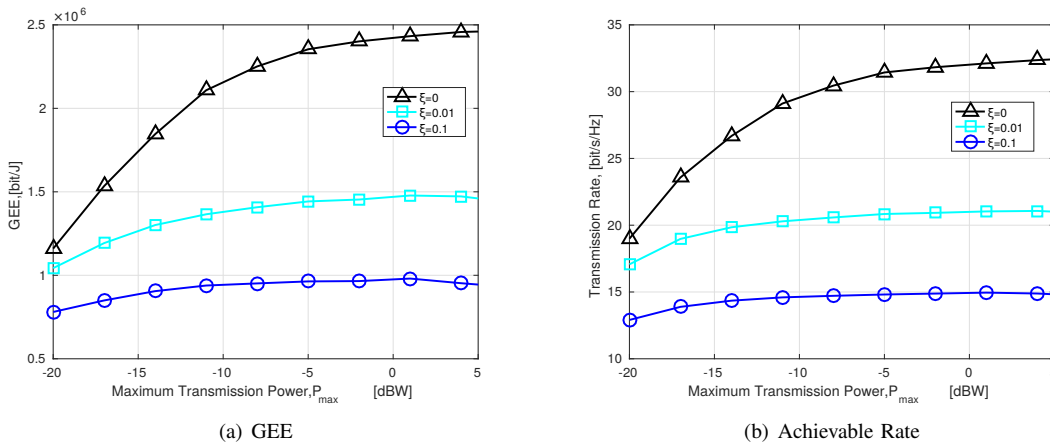 ×10^6
2.5
2
1.5
1
0.5
GEE,[bit/J]
ξ=0
ξ=0.01
ξ=0.1
-20 -15 -10 -5 0 5
Maximum Transmission Power,P_max [dBW]
(a) GEE
35
30
25
20
15
10
Transmission Rate, [bit/s/Hz]
ξ=0
ξ=0.01
ξ=0.1
-20 -15 -10 -5 0
Maximum Transmission Power,P_max [dBW]
(b) Achievable Rate